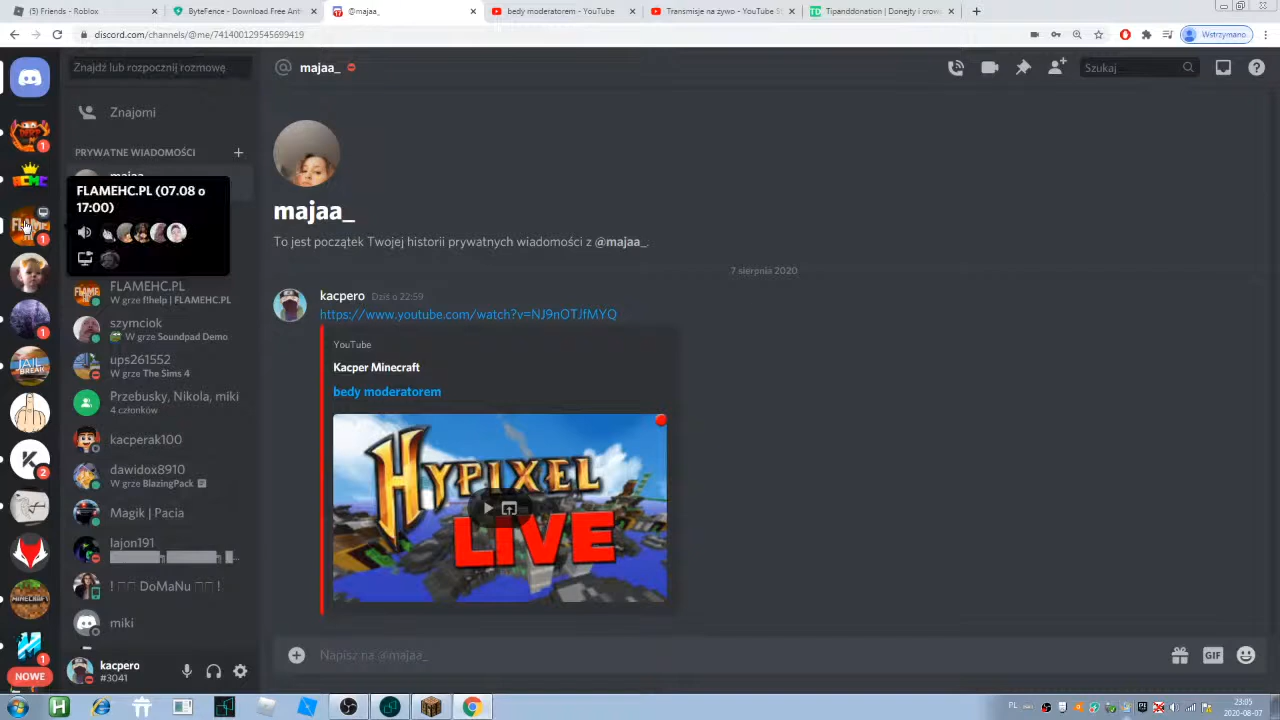 (5) Friends - Roblox
ByteFence - Download Free Anti
@majaa_
bedy moderatorem - YouTube
Transmisje na żywo - YouTube S
Tipanddonation | Donejty i crow
discord.com/channels/@me/741400129545699419
Wstrzymano
Znajdź lub rozpocznij rozmowę
majaa_
Szukaj
Znajomi
PRYWATNE WIADOMOŚCI
FLAMEHC.PL (07.08 o
17:00)
FLAMEHC.PL
W grze f!help | FLAMEHC.PL
szymciok
W grze Soundpad Demo
ups261552
W grze The Sims 4
Przebusky, Nikola, miki
4 członków
kacperak100
dawidox8910
W grze BlazingPack
Magik | Pacia
lajon191
! DoMaNu !
miki
kacpero
#3041
NOWE
majaa_
To jest początek Twojej historii prywatnych wiadomości z @majaa_.
7 sierpnia 2020
kacpero Dziś o 22:59
https://www.youtube.com/watch?v=NJ9nOTJfMYQ
YouTube
Kacper Minecraft
bedy moderatorem
HYPIXEL
LIVE
Napisz na @majaa_
GIF
PL
23:05
2020-08-07